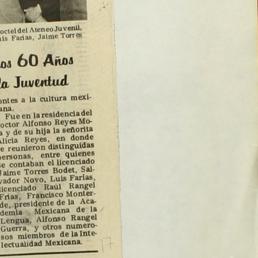 octel del Ateneo Juvenil,
uis Farías, Jaime Torres
os 60 Años
la Juventud
ontes a la cultura mexi-
ana.
Fue en la residencia del
octor Alfonso Reyes Mo-
a y de su hija la señorita
Alicia Reyes, en donde
se reunieron distinguidas
personas, entre quienes
se contaban el licenciado
Jaime Torres Bodet, Sal-
vador Novo, Luis Farías,
licenciado Raúl Rangel
Frías, Francisco Monter-
de, presidente de la Aca-
demia Mexicana de la
Lengua, Alfonso Rangel
Guerra, y otros numero-
sos miembros de la Inte-
lectualidad Mexicana.